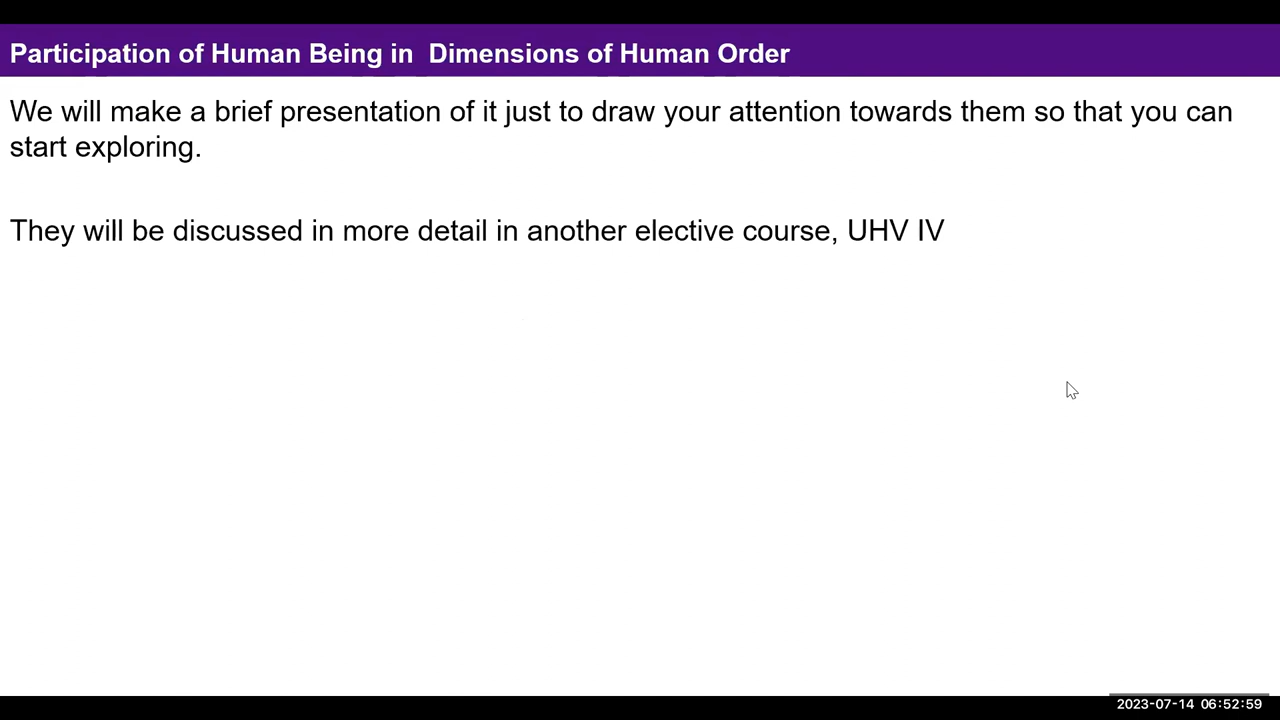 Participation of Human Being in  Dimensions of Human Order
We will make a brief presentation of it just to draw your attention towards them so that you can
start exploring.
They will be discussed in more detail in another elective course, UHV IV
2023-07-14 06:52:59